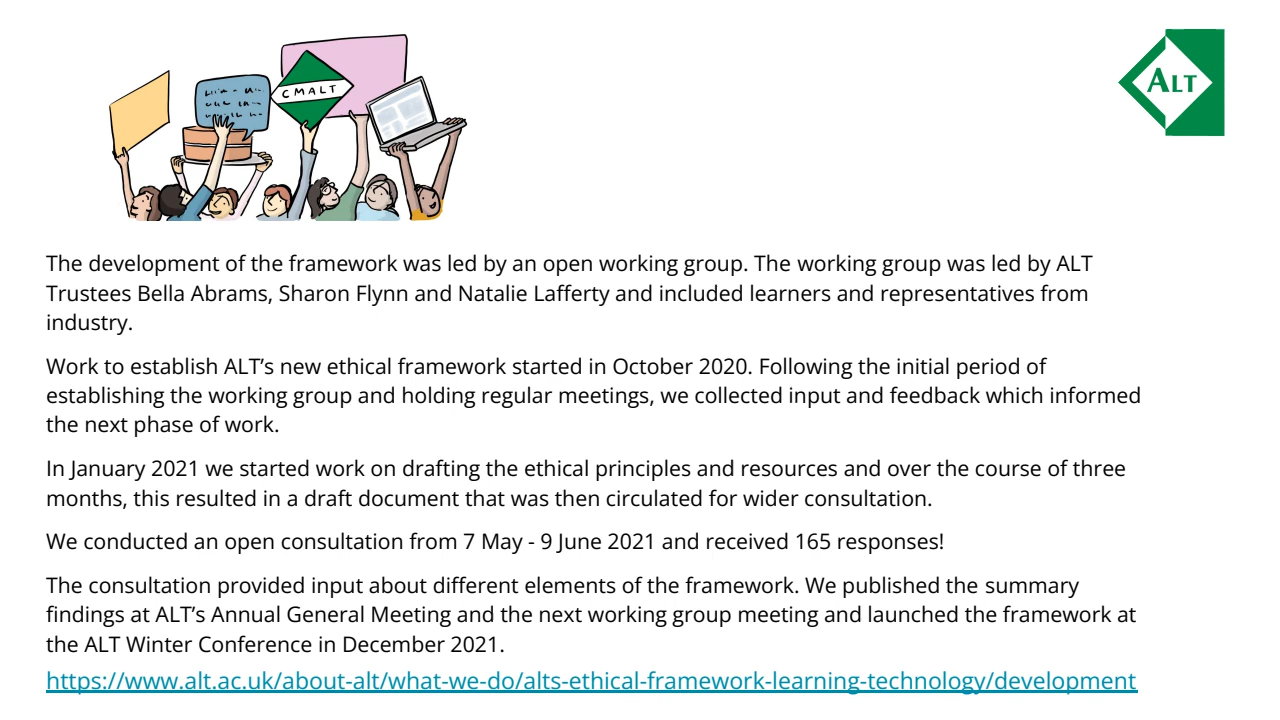 CMALT
ALT
The development of the framework was led by an open working group. The working group was led by ALT
Trustees Bella Abrams, Sharon Flynn and Natalie Lafferty and included learners and representatives from
industry.
Work to establish ALT’s new ethical framework started in October 2020. Following the initial period of
establishing the working group and holding regular meetings, we collected input and feedback which informed
the next phase of work.
In January 2021 we started work on drafting the ethical principles and resources and over the course of three
months, this resulted in a draft document that was then circulated for wider consultation.
We conducted an open consultation from 7 May - 9 June 2021 and received 165 responses!
The consultation provided input about different elements of the framework. We published the summary
findings at ALT’s Annual General Meeting and the next working group meeting and launched the framework at
the ALT Winter Conference in December 2021.
https://www.alt.ac.uk/about-alt/what-we-do/alts-ethical-framework-learning-technology/development